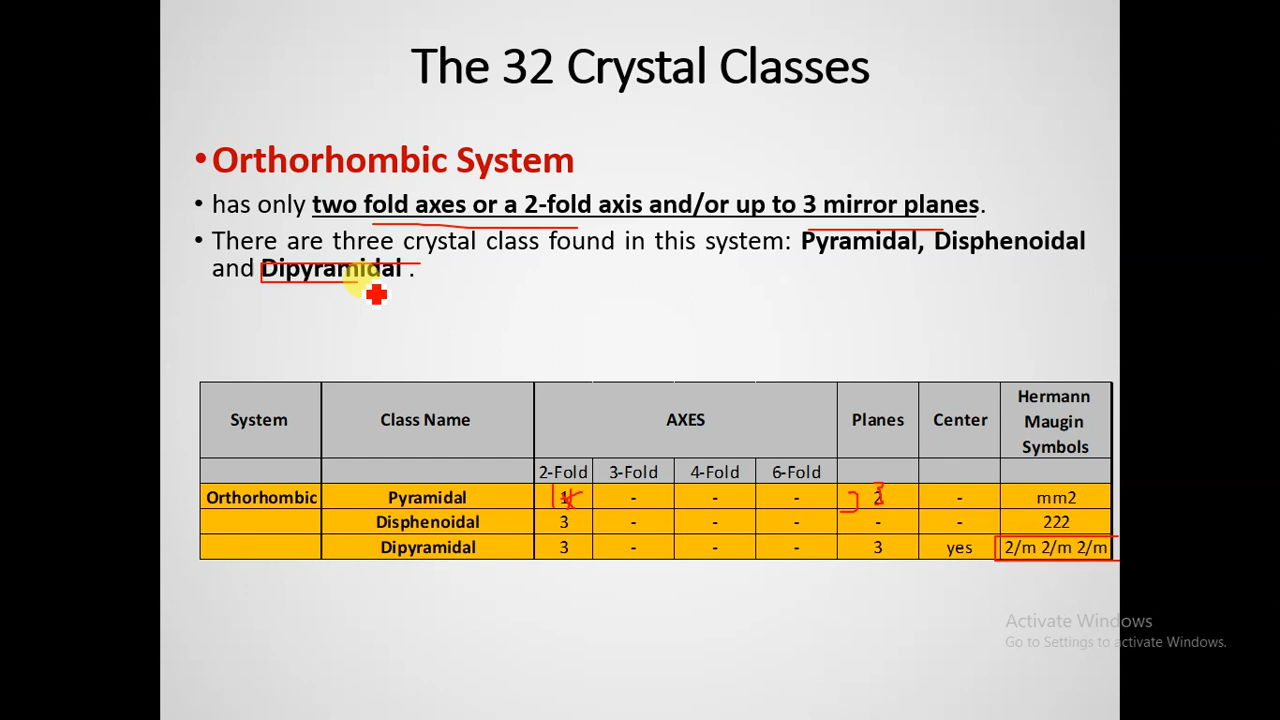 The 32 Crystal Classes
•Orthorhombic System
• has only two fold axes or a 2-fold axis and/or up to 3 mirror planes.
• There are three crystal class found in this system: Pyramidal, Disphenoidal
and Dipyramidal .
System Class Name AXES Planes Center Hermann Maugin Symbols
2-Fold 3-Fold 4-Fold 6-Fold
Orthorhombic Pyramidal 1 - - - 2 - mm2
Disphenoidal 3 - - - - - 222
Dipyramidal 3 - - - 3 yes 2/m 2/m 2/m
Activate Windows
Go to Settings to activate Windows.